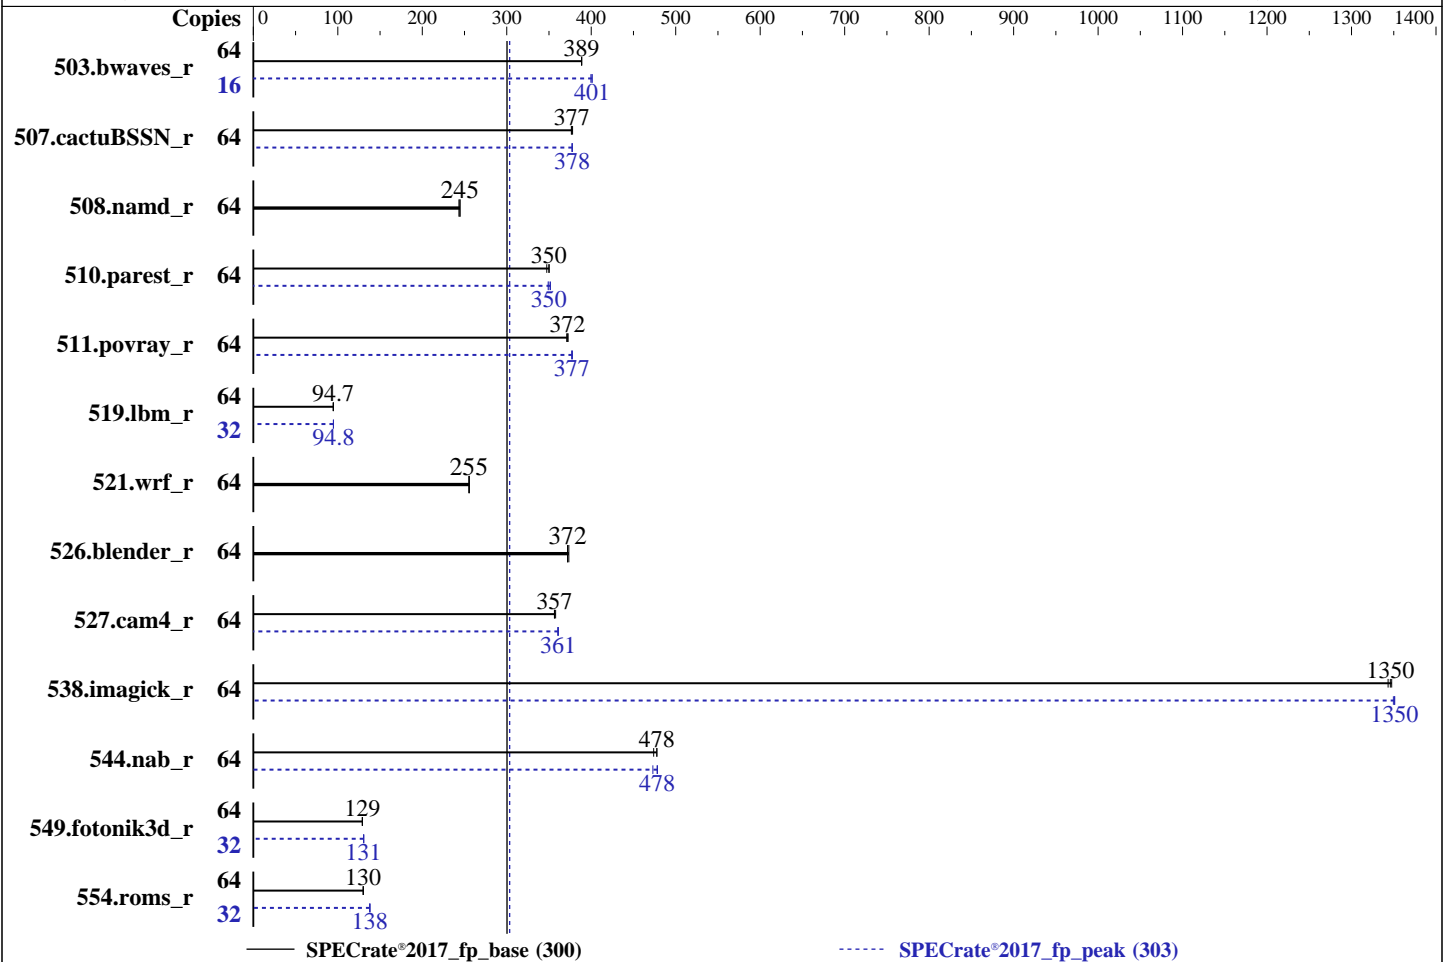 Copies 0 100 200 300 400 500 600 700 800 900 1000 1100 1200 1300 1400
503.bwaves_r 64 389
16 401
507.cactuBSSN_r 64 377
378
508.namd_r 64 245
510.parest_r 64 350
350
511.povray_r 64 372
377
519.lbm_r 64 94.7
32 94.8
521.wrf_r 64 255
526.blender_r 64 372
527.cam4_r 64 357
361
538.imagick_r 64 1350
1350
544.nab_r 64 478
478
549.fotonik3d_r 64 129
32 131
554.roms_r 64 130
32 138
SPECrate®2017_fp_base (300) SPECrate®2017_fp_peak (303)